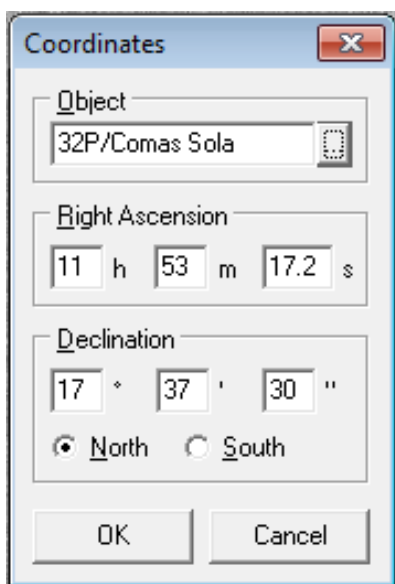 Coordinates
Object
32P/Comas Sola
Right Ascension
11 h 53 m 17.2 s
Declination
17 ° 37 ' 30 "
North South
OK Cancel